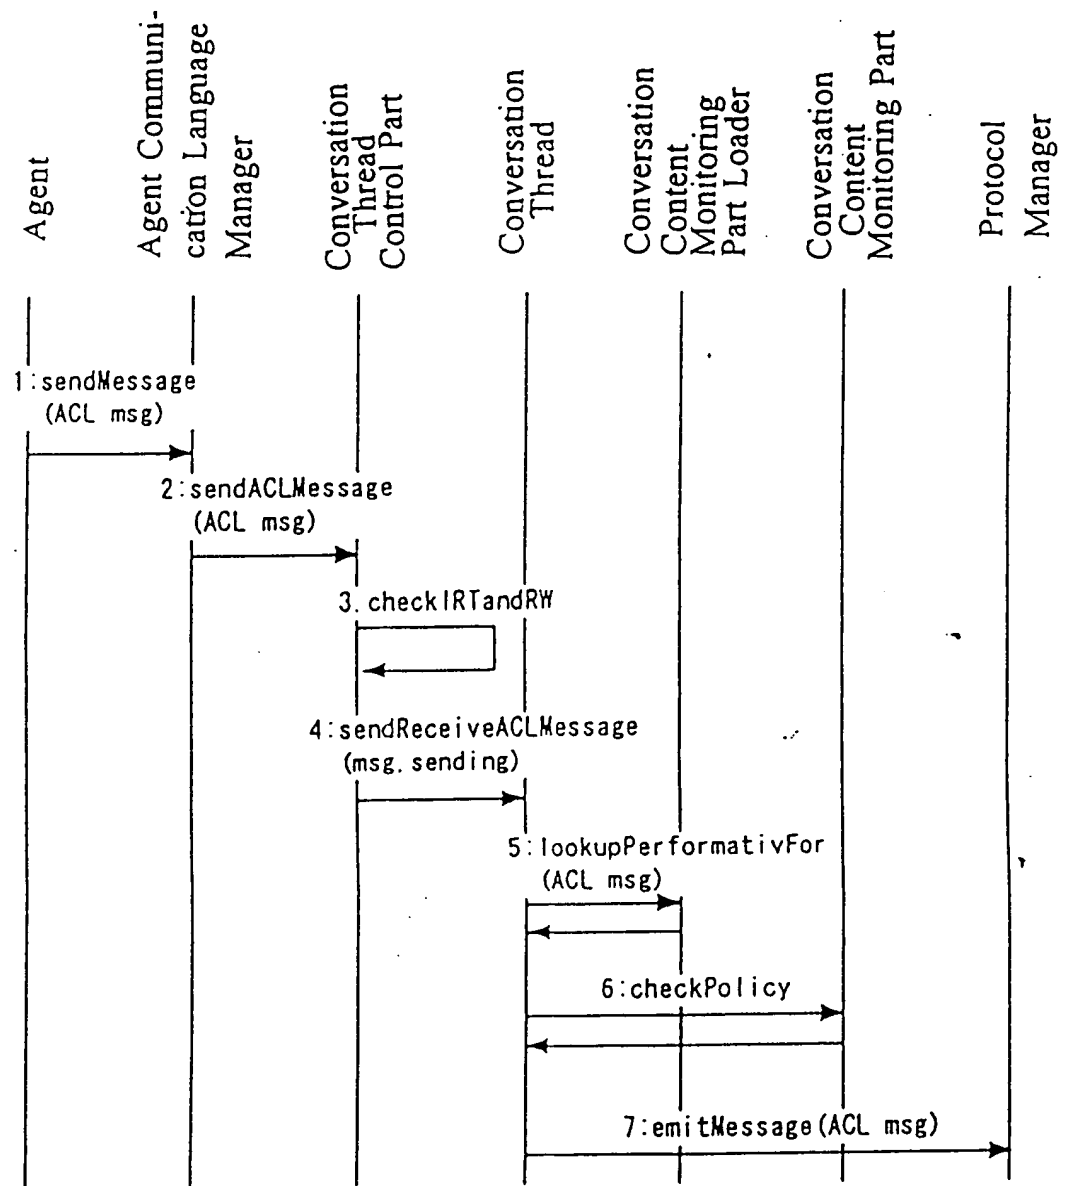 Agent
Agent Communi-
cation Language
Manager
Conversation
Thread
Control Part
Conversation
Thread
Conversation
Content
Monitoring
Part Loader
Conversation
Content
Monitoring Part
Protocol
Manager
1:sendMessage
(ACL msg)
2:sendACLMessage
(ACL msg)
3. checkIRTandRW
4:sendReceiveACLMessage
(msg. sending)
5:lookupPerformativFor
(ACL msg)
6:checkPolicy
7:emitMessage(ACL msg)